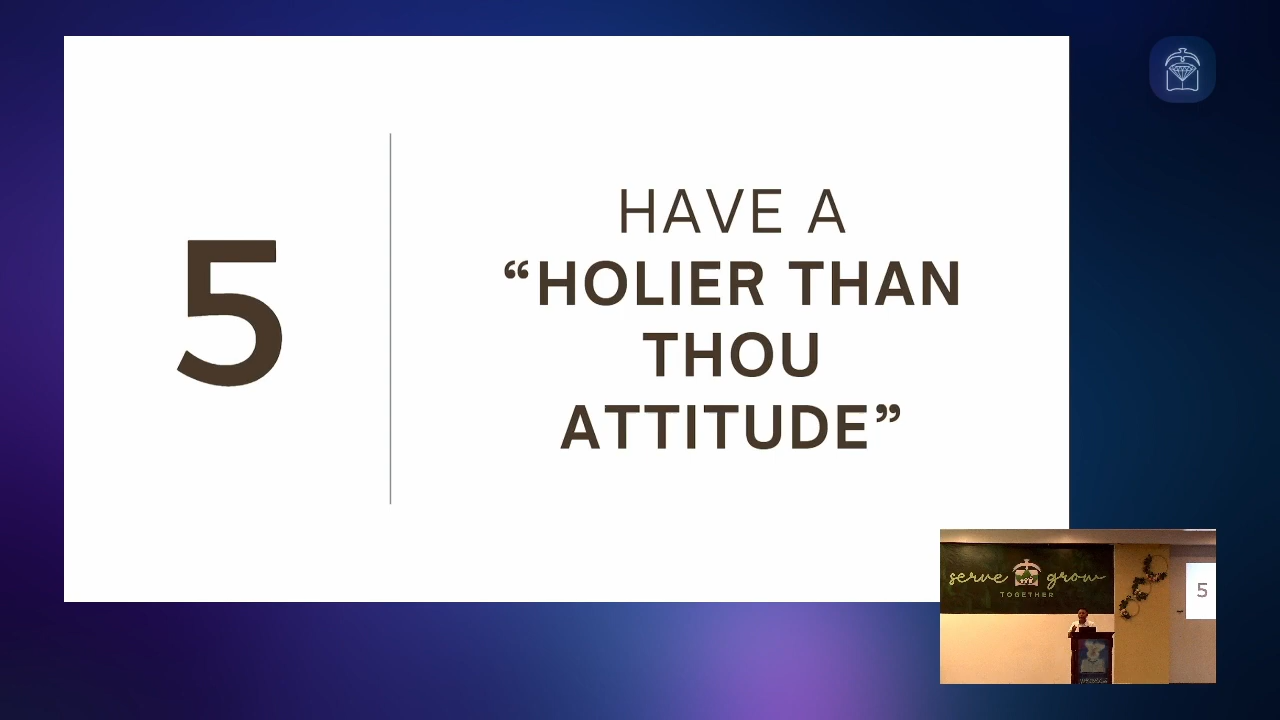 5
HAVE A
“HOLIER THAN
THOU
ATTITUDE”
serve grow
TOGETHER
5